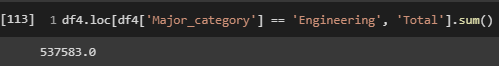 [113] 1 df4.loc[df4['Major_category'] == 'Engineering', 'Total'].sum()
537583.0